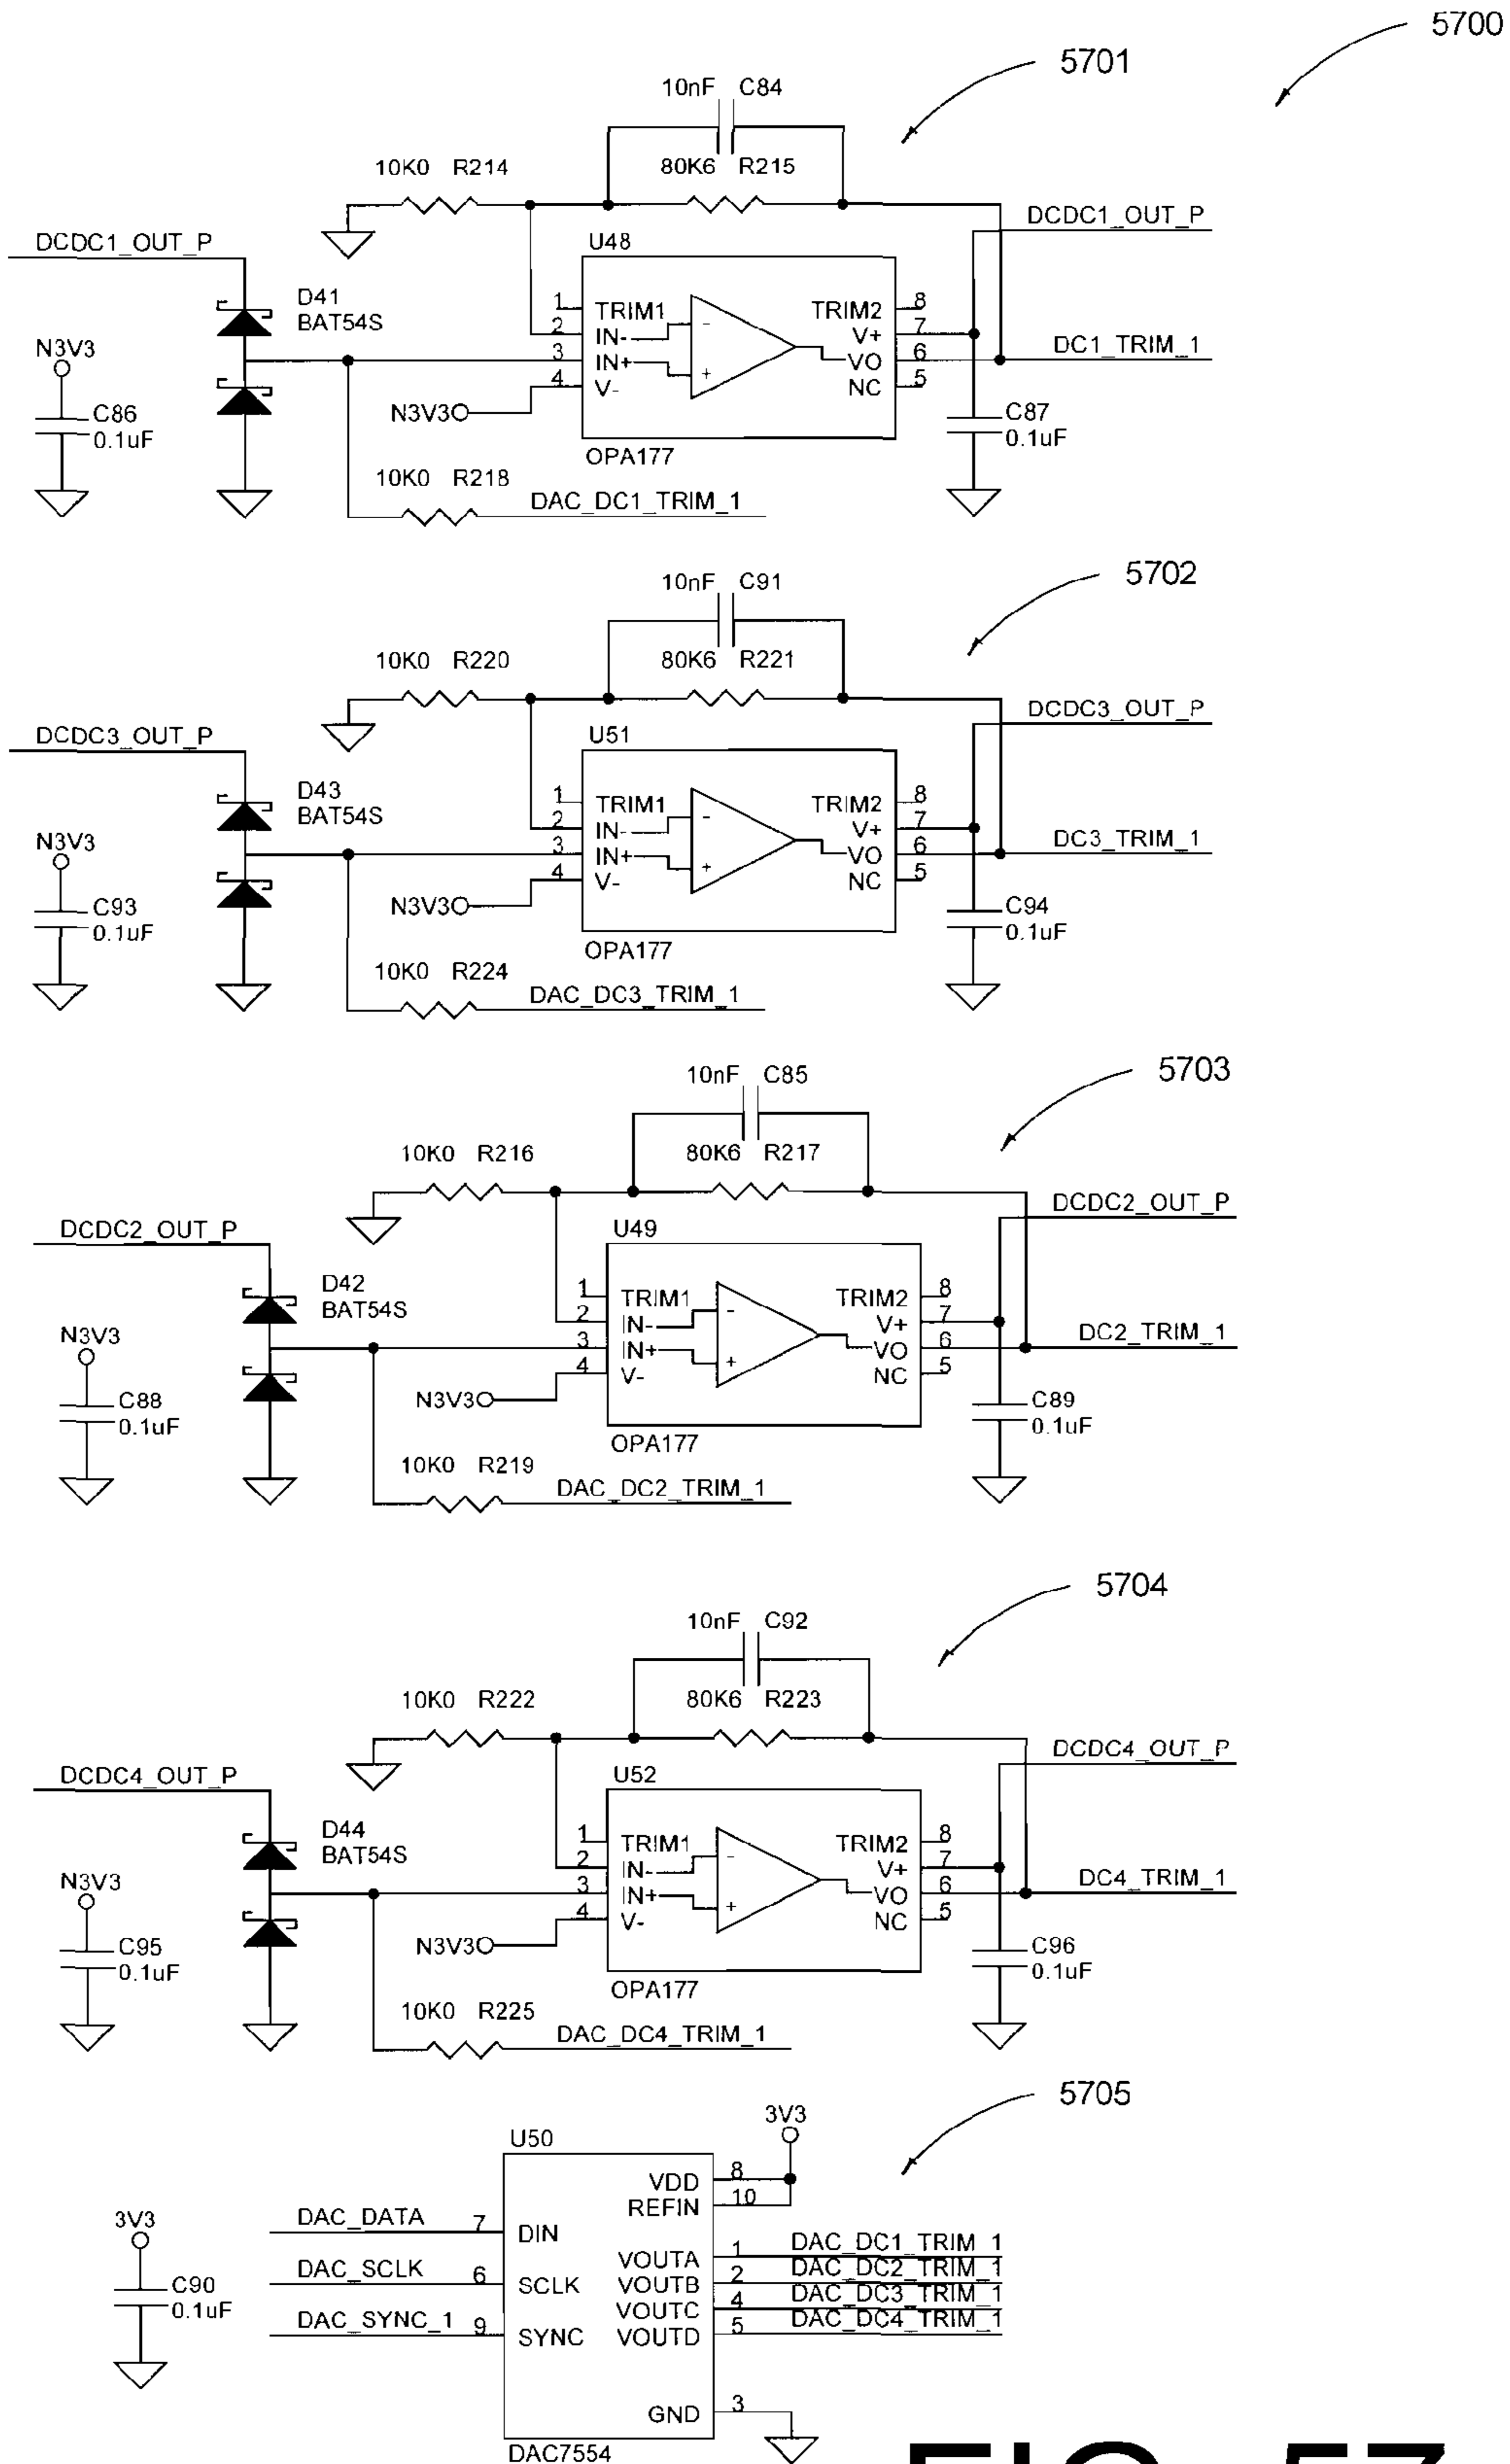 5700
5701
10nF C84
10K0 R214
80K6 R215
DCDC1_OUT_P
DCDC1_OUT_P
U48
D41
BAT54S
1
TRIM1
TRIM2
8
2
IN-
-
V+
7
3
IN+
+
VO
6
DC1_TRIM_1
4
V-
NC
5
N3V3
C86
0.1uF
N3V3
C87
0.1uF
OPA177
10K0 R218
DAC_DC1_TRIM_1
5702
10nF C91
10K0 R220
80K6 R221
DCDC3_OUT_P
DCDC3_OUT_P
U51
D43
BAT54S
1
TRIM1
TRIM2
8
2
IN-
-
V+
7
3
IN+
+
VO
6
DC3_TRIM_1
4
V-
NC
5
N3V3
C93
0.1uF
N3V3
C94
0.1uF
OPA177
10K0 R224
DAC_DC3_TRIM_1
5703
10nF C85
10K0 R216
80K6 R217
DCDC2_OUT_P
DCDC2_OUT_P
U49
D42
BAT54S
1
TRIM1
TRIM2
8
2
IN-
-
V+
7
3
IN+
+
VO
6
DC2_TRIM_1
4
V-
NC
5
N3V3
C88
0.1uF
N3V3
C89
0.1uF
OPA177
10K0 R219
DAC_DC2_TRIM_1
5704
10nF C92
10K0 R222
80K6 R223
DCDC4_OUT_P
DCDC4_OUT_P
U52
D44
BAT54S
1
TRIM1
TRIM2
8
2
IN-
-
V+
7
3
IN+
+
VO
6
DC4_TRIM_1
4
V-
NC
5
N3V3
C95
0.1uF
N3V3
C96
0.1uF
OPA177
10K0 R225
DAC_DC4_TRIM_1
5705
3V3
U50
VDD
8
REFIN
10
3V3
C90
0.1uF
DAC_DATA
7
DIN
DAC_SCLK
6
SCLK
DAC_SYNC_1
9
SYNC
VOUTA
1
DAC_DC1_TRIM_1
VOUTB
2
DAC_DC2_TRIM_1
VOUTC
4
DAC_DC3_TRIM_1
VOUTD
5
DAC_DC4_TRIM_1
GND
3
DAC7554
FIG. 57